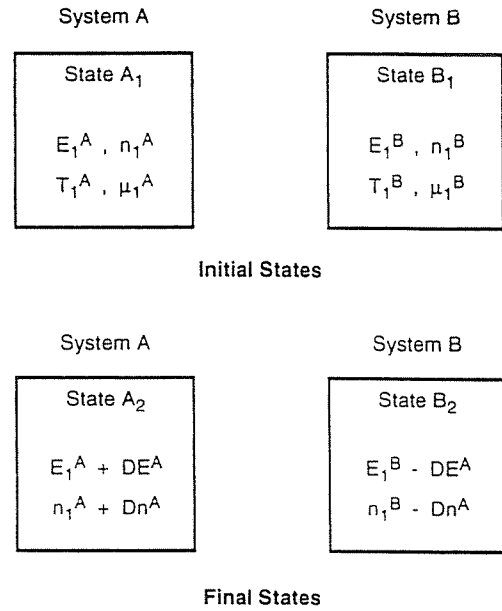 System A
System B
State A₁
State B₁
E₁ᴬ , n₁ᴬ
E₁ᴮ , n₁ᴮ
T₁ᴬ , μ₁ᴬ
T₁ᴮ , μ₁ᴮ
Initial States
System A
System B
State A₂
State B₂
E₁ᴬ + DEᴬ
E₁ᴮ - DEᴬ
n₁ᴬ + Dnᴬ
n₁ᴮ - Dnᴬ
Final States